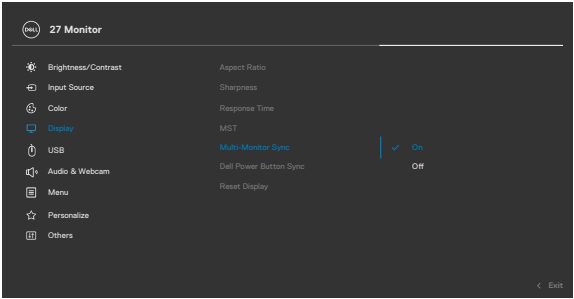 DELL 27 Monitor
Brightness/Contrast
Input Source
Color
Display
USB
Audio & Webcam
Menu
Personalize
Others
Aspect Ratio
Sharpness
Response Time
MST
Multi-Monitor Sync
Dell Power Button Sync
Reset Display
On
Off
Exit